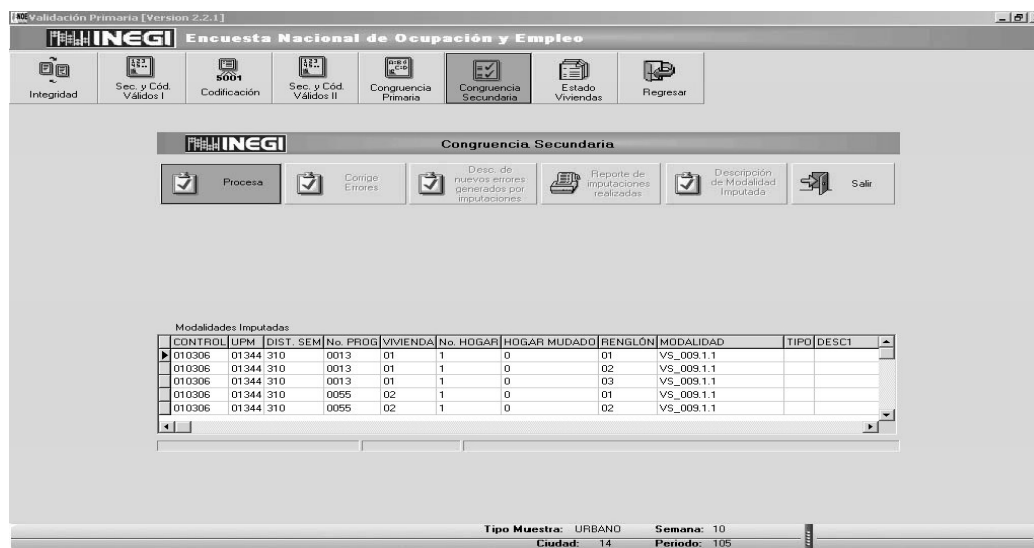 Validación Primaria [Version 2.2.1]
INEGI Encuesta Nacional de Ocupación y Empleo
Integridad
Sec. y Cód. Válidos I
5001
Codificación
Sec. y Cód. Válidos II
Congruencia Primaria
Congruencia Secundaria
Estado Viviendas
Regresar
INEGI Congruencia Secundaria
Procesa
Corrige Errores
Desc. de nuevos errores generados por imputaciones
Reporte de imputaciones realizadas
Descripción de Modalidad Imputada
Salir
Modalidades Imputadas
CONTROL UPM DIST. SEM No. PROG VIVIENDA No. HOGAR HOGAR MUDADO RENGLÓN MODALIDAD TIPO DESC1
010306 01344 310 0013 01 1 0 01 VS_009.1.1
010306 01344 310 0013 01 1 0 02 VS_009.1.1
010306 01344 310 0013 01 1 0 03 VS_009.1.1
010306 01344 310 0055 02 1 0 01 VS_009.1.1
010306 01344 310 0055 02 1 0 02 VS_009.1.1
Tipo Muestra: URBANO Semana: 10
Ciudad: 14 Periodo: 105